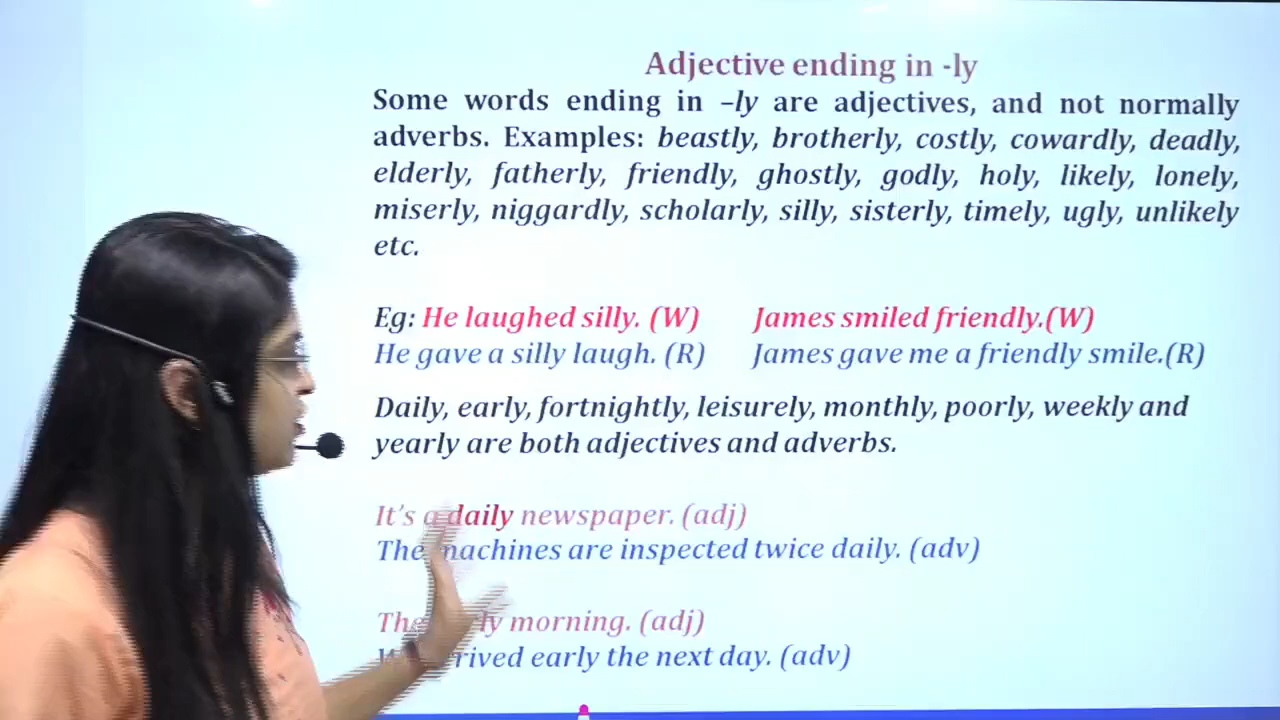 Adjective ending in -ly
Some words ending in –ly are adjectives, and not normally
adverbs. Examples: beastly, brotherly, costly, cowardly, deadly,
elderly, fatherly, friendly, ghostly, godly, holy, likely, lonely,
miserly, niggardly, scholarly, silly, sisterly, timely, ugly, unlikely
etc.
Eg: He laughed silly. (W) James smiled friendly.(W)
He gave a silly laugh. (R) James gave me a friendly smile.(R)
Daily, early, fortnightly, leisurely, monthly, poorly, weekly and
yearly are both adjectives and adverbs.
It's a daily newspaper. (adj)
The machines are inspected twice daily. (adv)
morning. (adj)
early the next day. (adv)